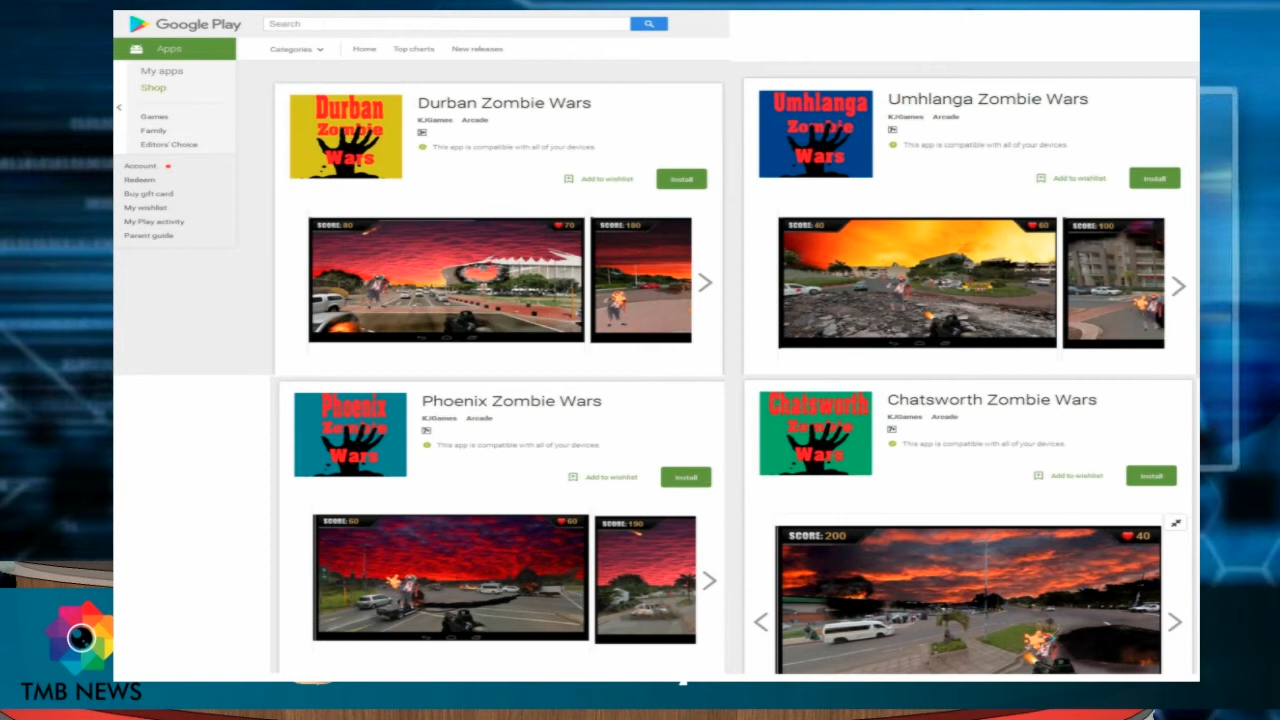 Google Play
Search
Apps
Categories
Home
Top charts
New releases
My apps
Shop
Games
Family
Editors' Choice
Account
Redeem
Buy gift card
My wishlist
My Play activity
Parent guide
Durban
Zombie
Wars
Durban Zombie Wars
KJGames Arcade
This app is compatible with all of your devices.
Add to wishlist
Install
SCORE: 80
70
SCORE: 180
Umhlanga
Zombie
Wars
Umhlanga Zombie Wars
KJGames Arcade
This app is compatible with all of your devices.
Add to wishlist
Install
SCORE: 40
60
SCORE: 100
Phoenix
Zombie
Wars
Phoenix Zombie Wars
KJGames Arcade
This app is compatible with all of your devices.
Add to wishlist
Install
SCORE: 60
60
SCORE: 190
Chatsworth
Zombie
Wars
Chatsworth Zombie Wars
KJGames Arcade
This app is compatible with all of your devices.
Add to wishlist
Install
SCORE: 200
40
TMB NEWS